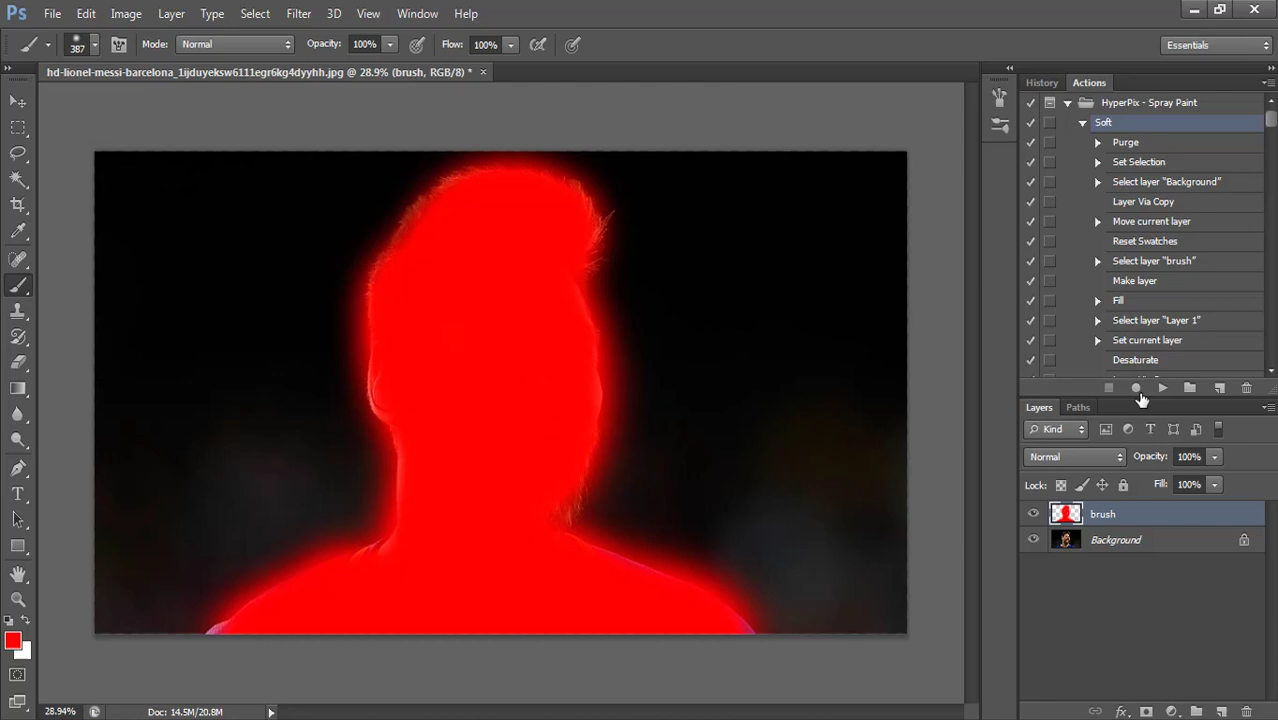 Ps File Edit Image Layer Type Select Filter 3D View Window Help
387 Mode: Normal Opacity: 100% Flow: 100% Essentials
hd-lionel-messi-barcelona_1ijduyeksw6111egr6kg4dyyhh.jpg @ 28.9% (brush, RGB/8) *
History Actions
HyperPix - Spray Paint
Soft
Purge
Set Selection
Select layer "Background"
Layer Via Copy
Move current layer
Reset Swatches
Select layer "brush"
Make layer
Fill
Select layer "Layer 1"
Set current layer
Desaturate
Layers Paths
Kind
Normal Opacity: 100%
Lock: Fill: 100%
brush
Background
28.94% Doc: 14.5M/20.8M